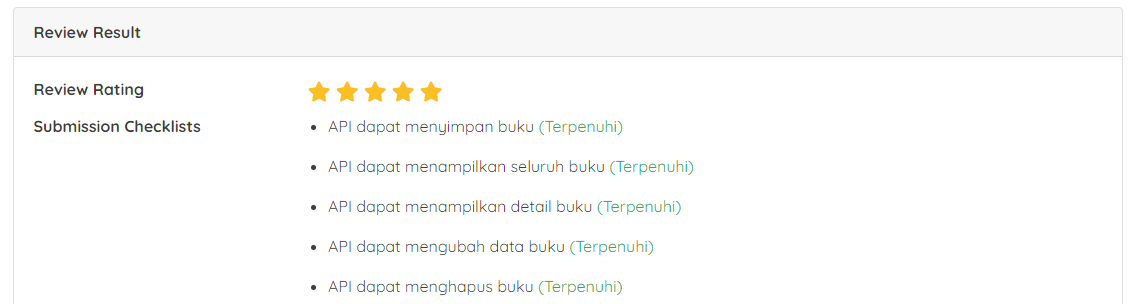 Review Result
Review Rating
Submission Checklists
API dapat menyimpan buku (Terpenuhi)
API dapat menampilkan seluruh buku (Terpenuhi)
API dapat menampilkan detail buku (Terpenuhi)
API dapat mengubah data buku (Terpenuhi)
API dapat menghapus buku (Terpenuhi)